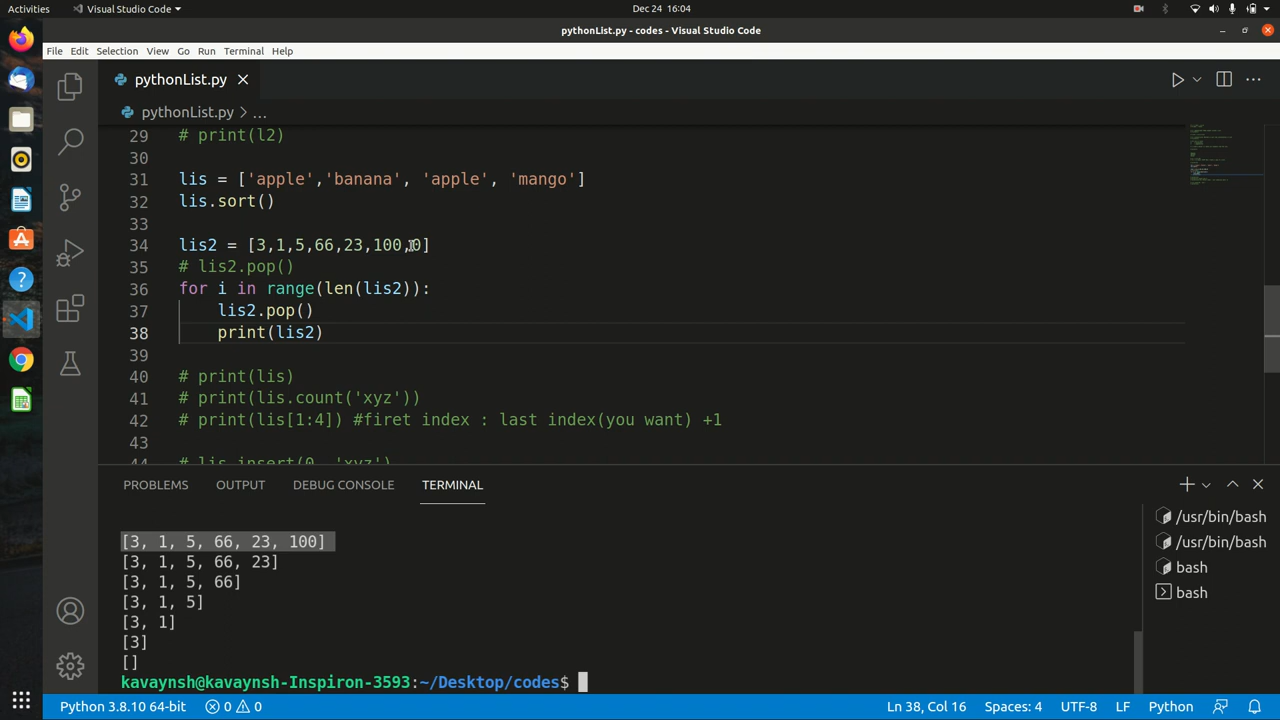 Activities Visual Studio Code Dec 24 16:04
pythonList.py - codes - Visual Studio Code
File Edit Selection View Go Run Terminal Help
pythonList.py
pythonList.py > ...
29 # print(l2)
30
31 lis = ['apple','banana', 'apple', 'mango']
32 lis.sort()
33
34 lis2 = [3,1,5,66,23,100,0]
35 # lis2.pop()
36 for i in range(len(lis2)):
37 lis2.pop()
38 print(lis2)
39
40 # print(lis)
41 # print(lis.count('xyz'))
42 # print(lis[1:4]) #firet index : last index(you want) +1
43
44 # lis.insert(0, 'xyz')
PROBLEMS OUTPUT DEBUG CONSOLE TERMINAL
[3, 1, 5, 66, 23, 100]
[3, 1, 5, 66, 23]
[3, 1, 5, 66]
[3, 1, 5]
[3, 1]
[3]
[]
kavaynsh@kavaynsh-Inspiron-3593:~/Desktop/codes$
/usr/bin/bash
/usr/bin/bash
bash
bash
Python 3.8.10 64-bit 0 0 Ln 38, Col 16 Spaces: 4 UTF-8 LF Python